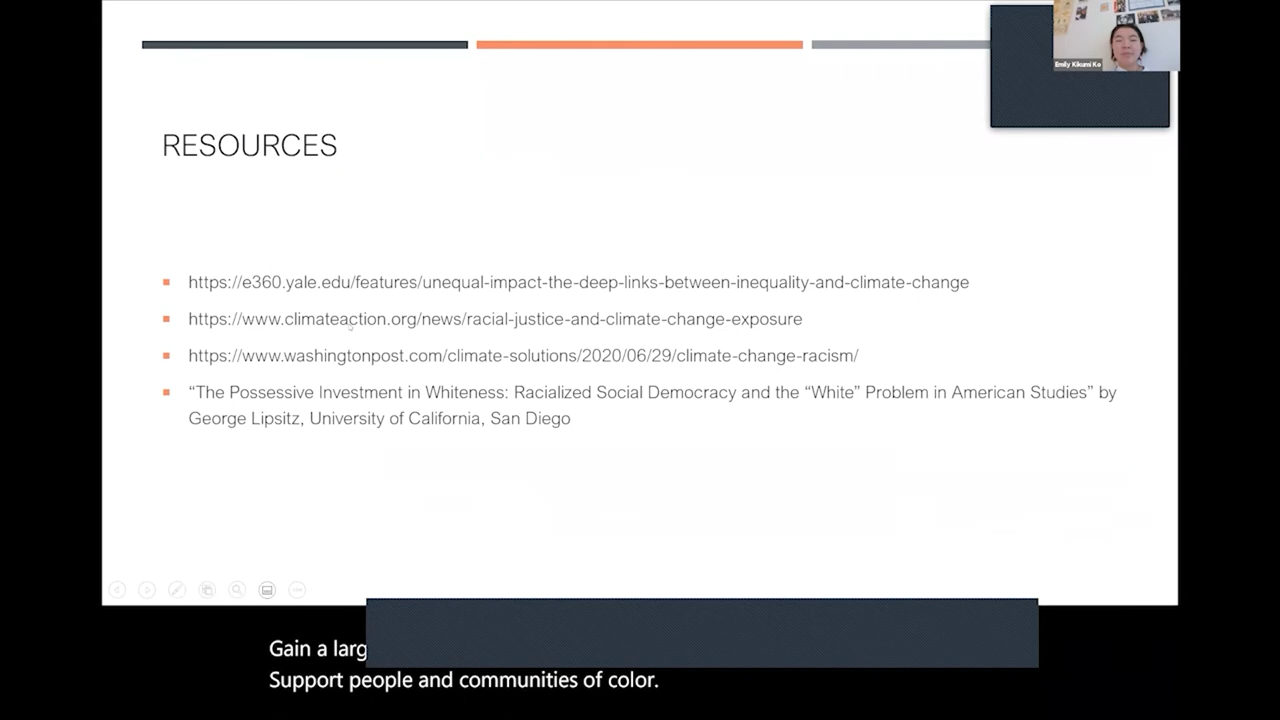 Emily Kikumi Ko
RESOURCES
https://e360.yale.edu/features/unequal-impact-the-deep-links-between-inequality-and-climate-change
https://www.climateaction.org/news/racial-justice-and-climate-change-exposure
https://www.washingtonpost.com/climate-solutions/2020/06/29/climate-change-racism/
“The Possessive Investment in Whiteness: Racialized Social Democracy and the “White” Problem in American Studies” by
George Lipsitz, University of California, San Diego
Gain a larg
Support people and communities of color.